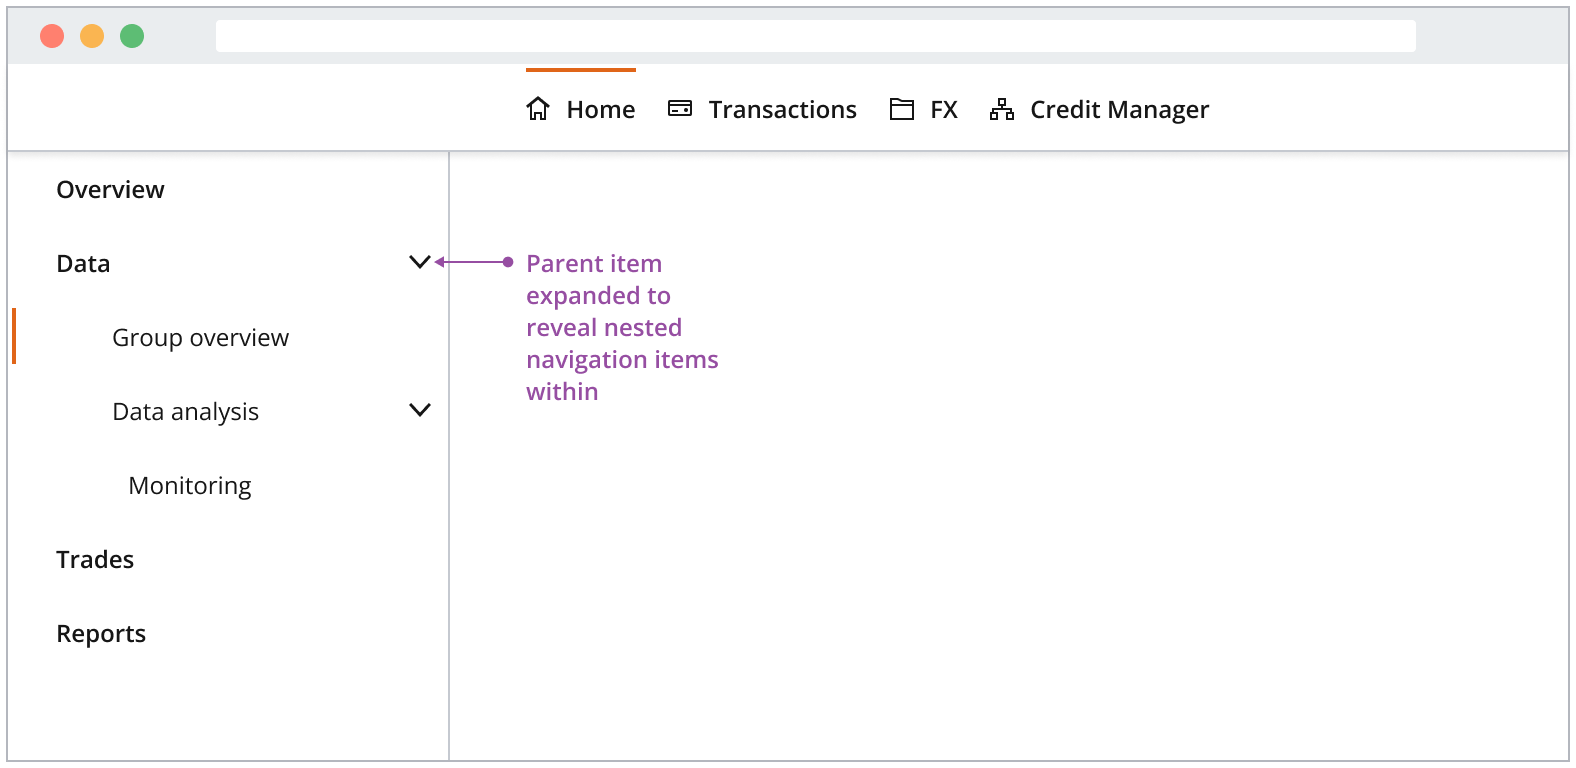 Home Transactions FX Credit Manager
Overview
Data
Group overview
Data analysis
Monitoring
Trades
Reports
Parent item
expanded to
reveal nested
navigation items
within